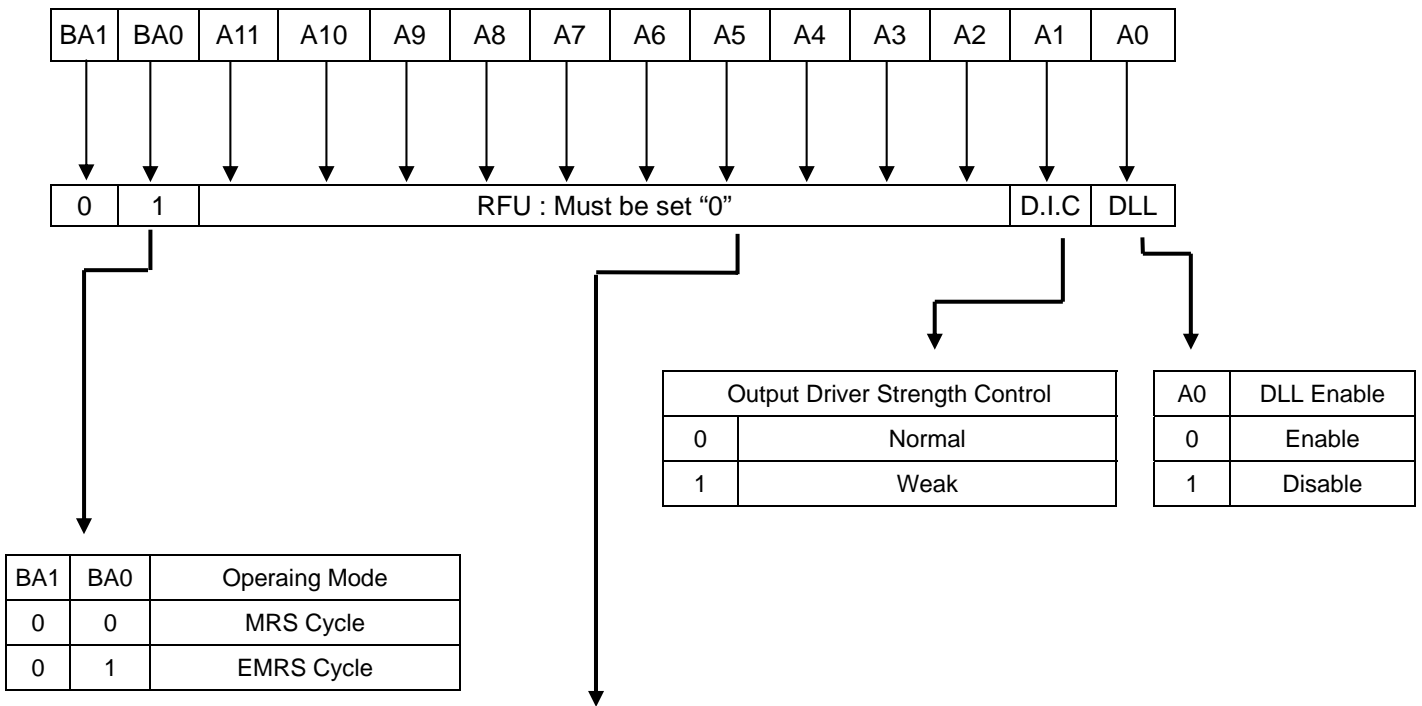 BA1 BA0 A11 A10 A9 A8 A7 A6 A5 A4 A3 A2 A1 A0
0 1 RFU : Must be set “0” D.I.C DLL
Output Driver Strength Control
0 Normal
1 Weak
A0 DLL Enable
0 Enable
1 Disable
BA1 BA0 Operaing Mode
0 0 MRS Cycle
0 1 EMRS Cycle